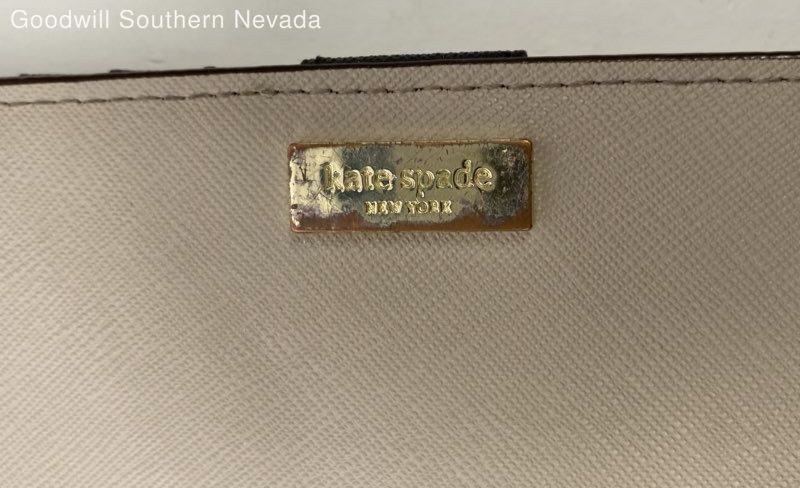 Goodwill Southern Nevada
kate spade
NEW YORK